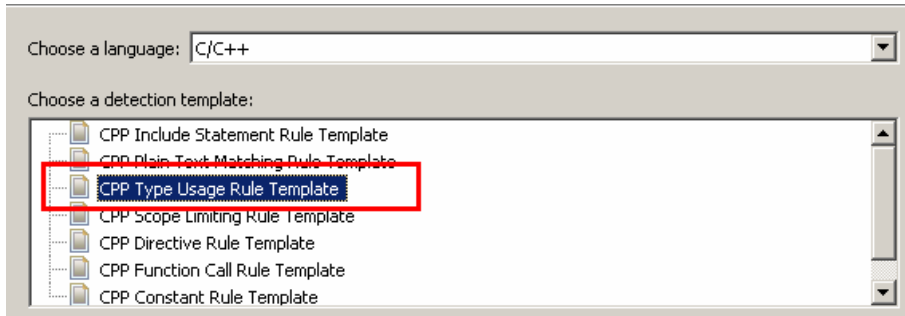 Choose a language: C/C++
Choose a detection template:
CPP Include Statement Rule Template
CPP Plain Text Matching Rule Template
CPP Type Usage Rule Template
CPP Scope Limiting Rule Template
CPP Directive Rule Template
CPP Function Call Rule Template
CPP Constant Rule Template